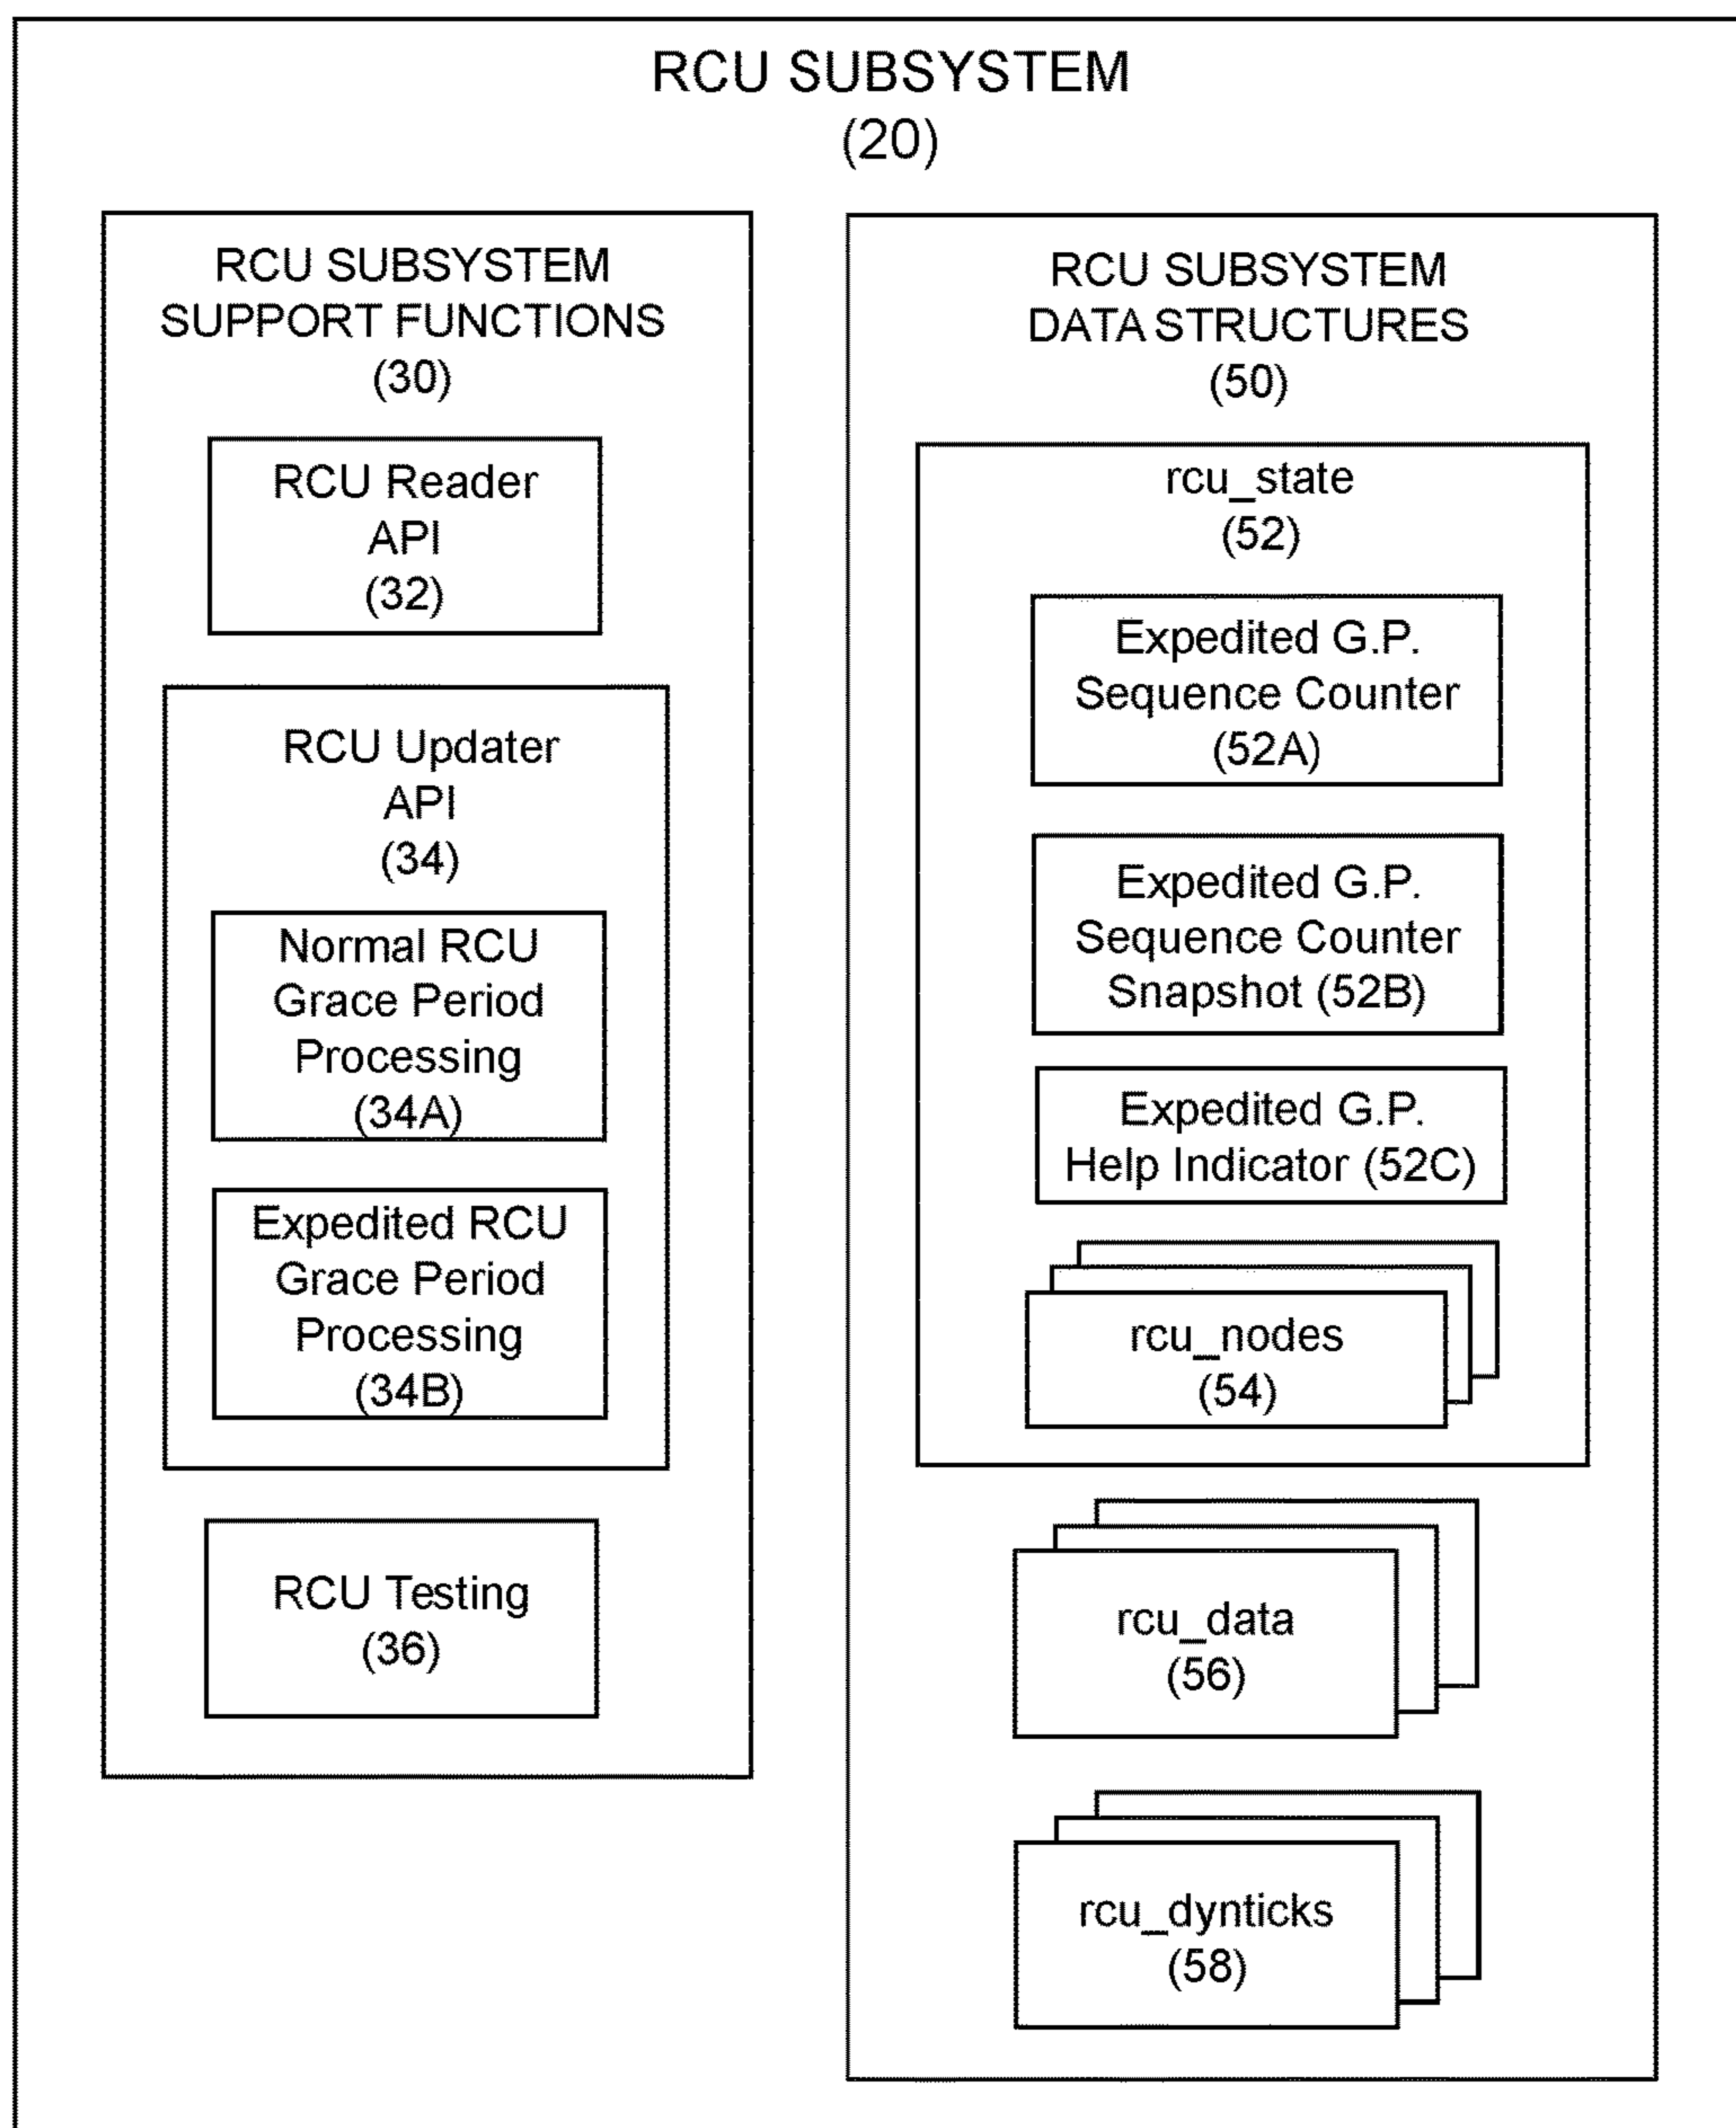 RCU SUBSYSTEM
(20)
RCU SUBSYSTEM
SUPPORT FUNCTIONS
(30)
RCU Reader
API
(32)
RCU Updater
API
(34)
Normal RCU
Grace Period
Processing
(34A)
Expedited RCU
Grace Period
Processing
(34B)
RCU Testing
(36)
RCU SUBSYSTEM
DATA STRUCTURES
(50)
rcu_state
(52)
Expedited G.P.
Sequence Counter
(52A)
Expedited G.P.
Sequence Counter
Snapshot (52B)
Expedited G.P.
Help Indicator (52C)
rcu_nodes
(54)
rcu_data
(56)
rcu_dynticks
(58)